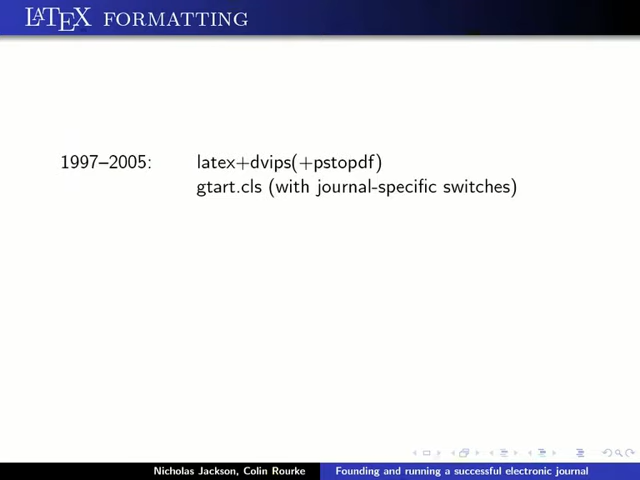 LATEX FORMATTING
1997–2005: latex+dvips(+pstopdf)
gtart.cls (with journal-specific switches)
Nicholas Jackson, Colin Rourke Founding and running a successful electronic journal